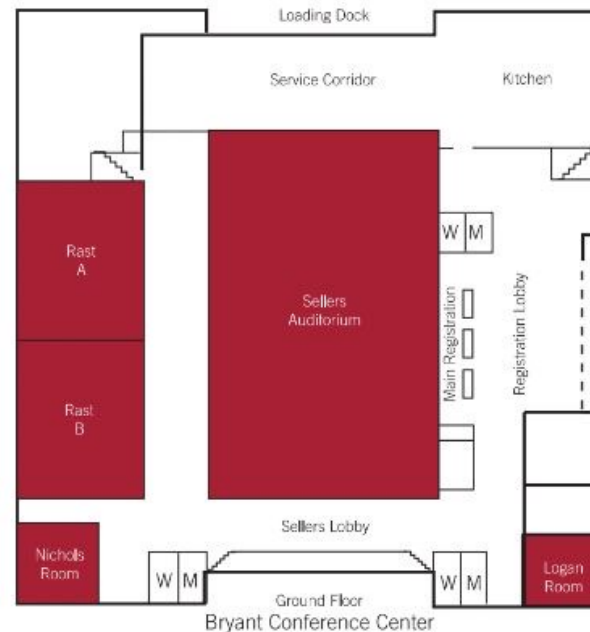 Loading Dock
Service Corridor
Kitchen
Rast
A
W M
Sellers
Auditorium
Main Registration
Registration Lobby
Rast
B
Sellers Lobby
Nichols
Room
W M
W M
Logan
Room
Ground Floor
Bryant Conference Center